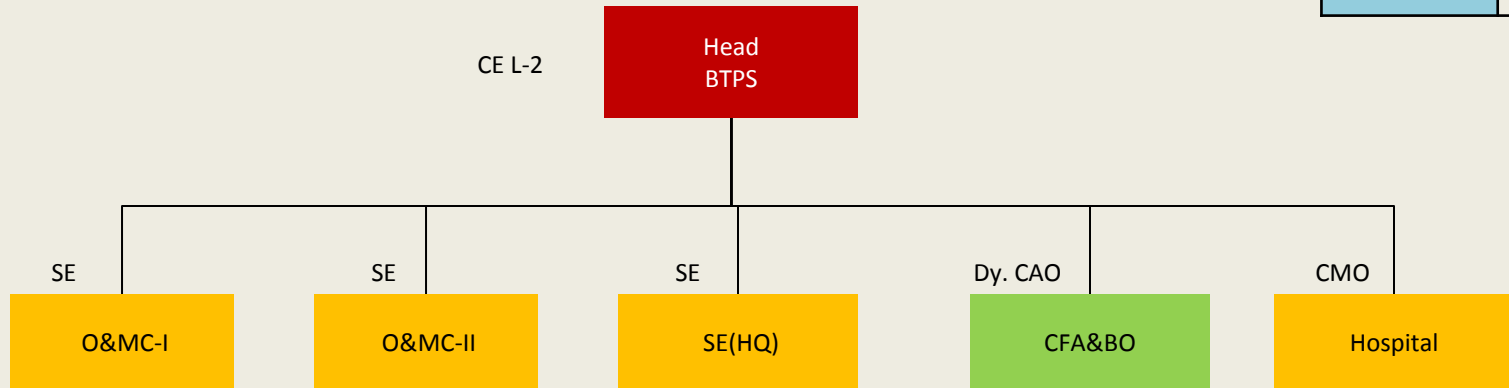 CE L-2
Head
BTPS
SE
SE
SE
Dy. CAO
CMO
O&MC-I
O&MC-II
SE(HQ)
CFA&BO
Hospital